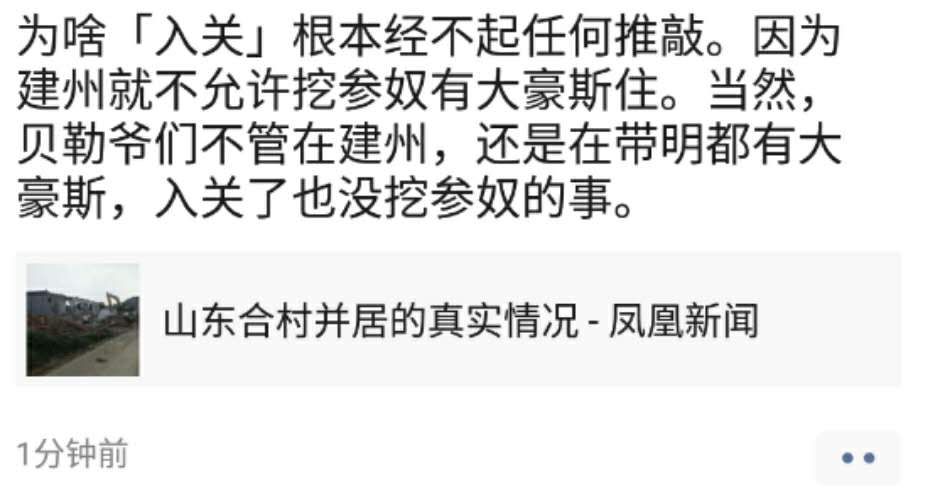 为啥「入关」根本经不起任何推敲。因为
建州就不允许挖参奴有大豪斯住。当然，
贝勒爷们不管在建州，还是在带明都有大
豪斯，入关了也没挖参奴的事。
山东合村并居的真实情况 - 凤凰新闻
1分钟前